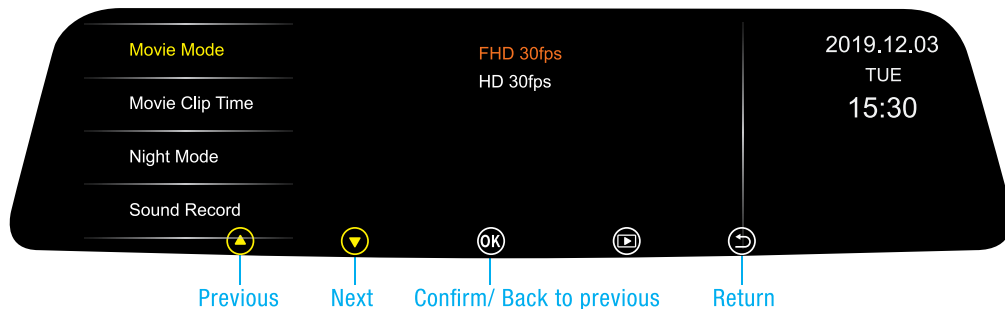 Movie Mode
Movie Clip Time
Night Mode
Sound Record
FHD 30fps
HD 30fps
2019.12.03
TUE
15:30
OK
Previous
Next
Confirm/ Back to previous
Return